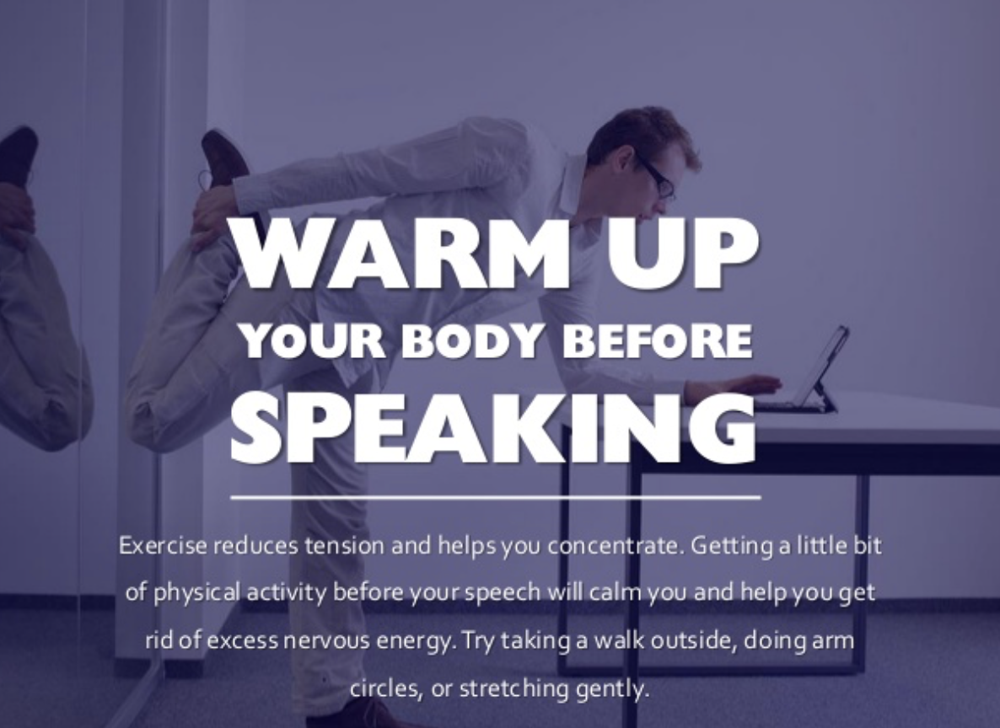 WARM UP
YOUR BODY BEFORE
SPEAKING
Exercise reduces tension and helps you concentrate. Getting a little bit
of physical activity before your speech will calm you and help you get
rid of excess nervous energy. Try taking a walk outside, doing arm
circles, or stretching gently.